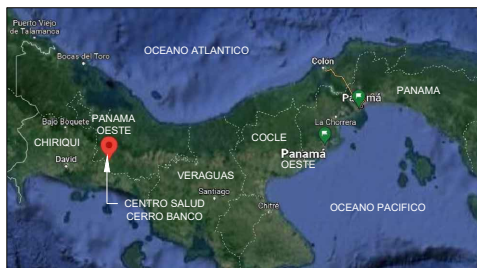 Puerto Viejo
de Talamanca
OCEANO ATLANTICO
Bocas del Toro
Colon
PANAMA
Panamá
Bajo Boquete
PANAMA
OESTE
La Chorrera
CHIRIQUI
COCLE
David
Panamá
OESTE
VERAGUAS
Santiago
CENTRO SALUD
CERRO BANCO
Chitré
OCEANO PACIFICO